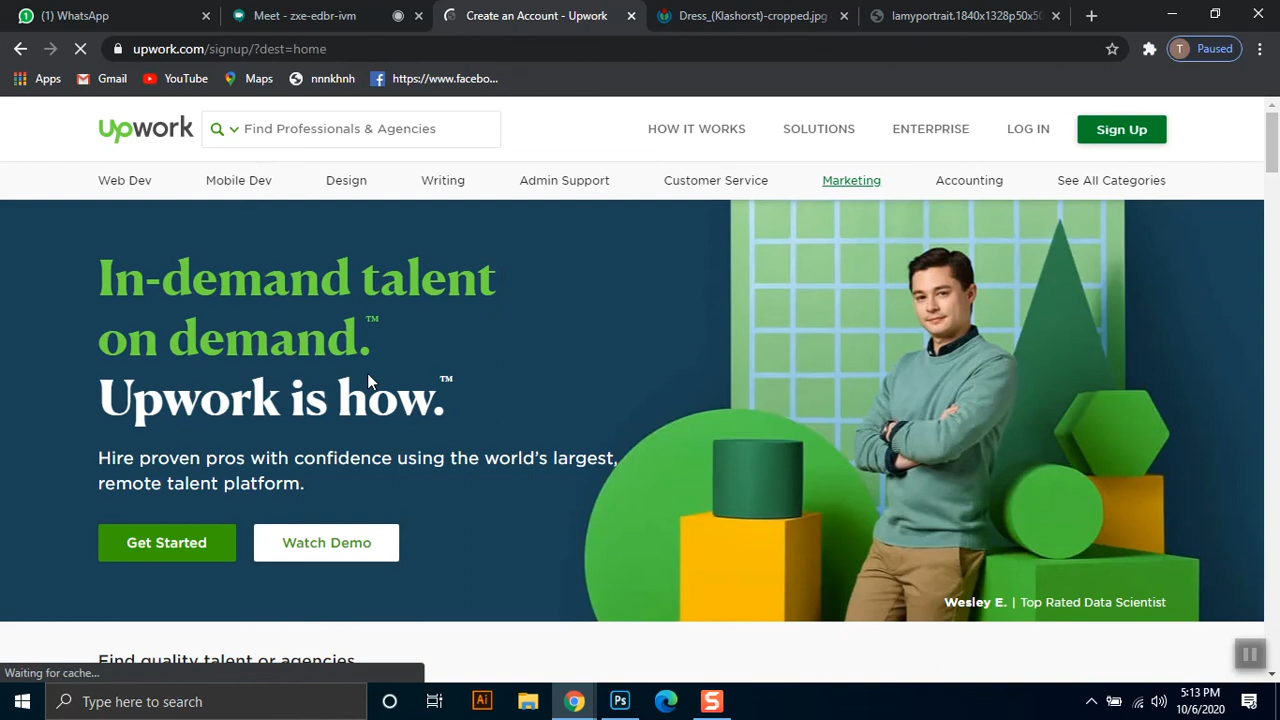 (1) WhatsApp
Meet - zxe-edbr-ivm
Create an Account - Upwork
Dress_(Klashorst)-cropped.jpg
lamyportrait.1840x1328p50x50
upwork.com/signup/?dest=home
T Paused
Apps
Gmail
YouTube
Maps
nnnkhnh
https://www.facebo...
upwork
Find Professionals & Agencies
HOW IT WORKS
SOLUTIONS
ENTERPRISE
LOG IN
Sign Up
Web Dev
Mobile Dev
Design
Writing
Admin Support
Customer Service
Marketing
Accounting
See All Categories
In-demand talent
on demand.™
Upwork is how.™
Hire proven pros with confidence using the world's largest,
remote talent platform.
Get Started
Watch Demo
Wesley E. | Top Rated Data Scientist
Find quality talent or agencies
Waiting for cache...
Type here to search
Ai
Ps
S
5:13 PM
10/6/2020